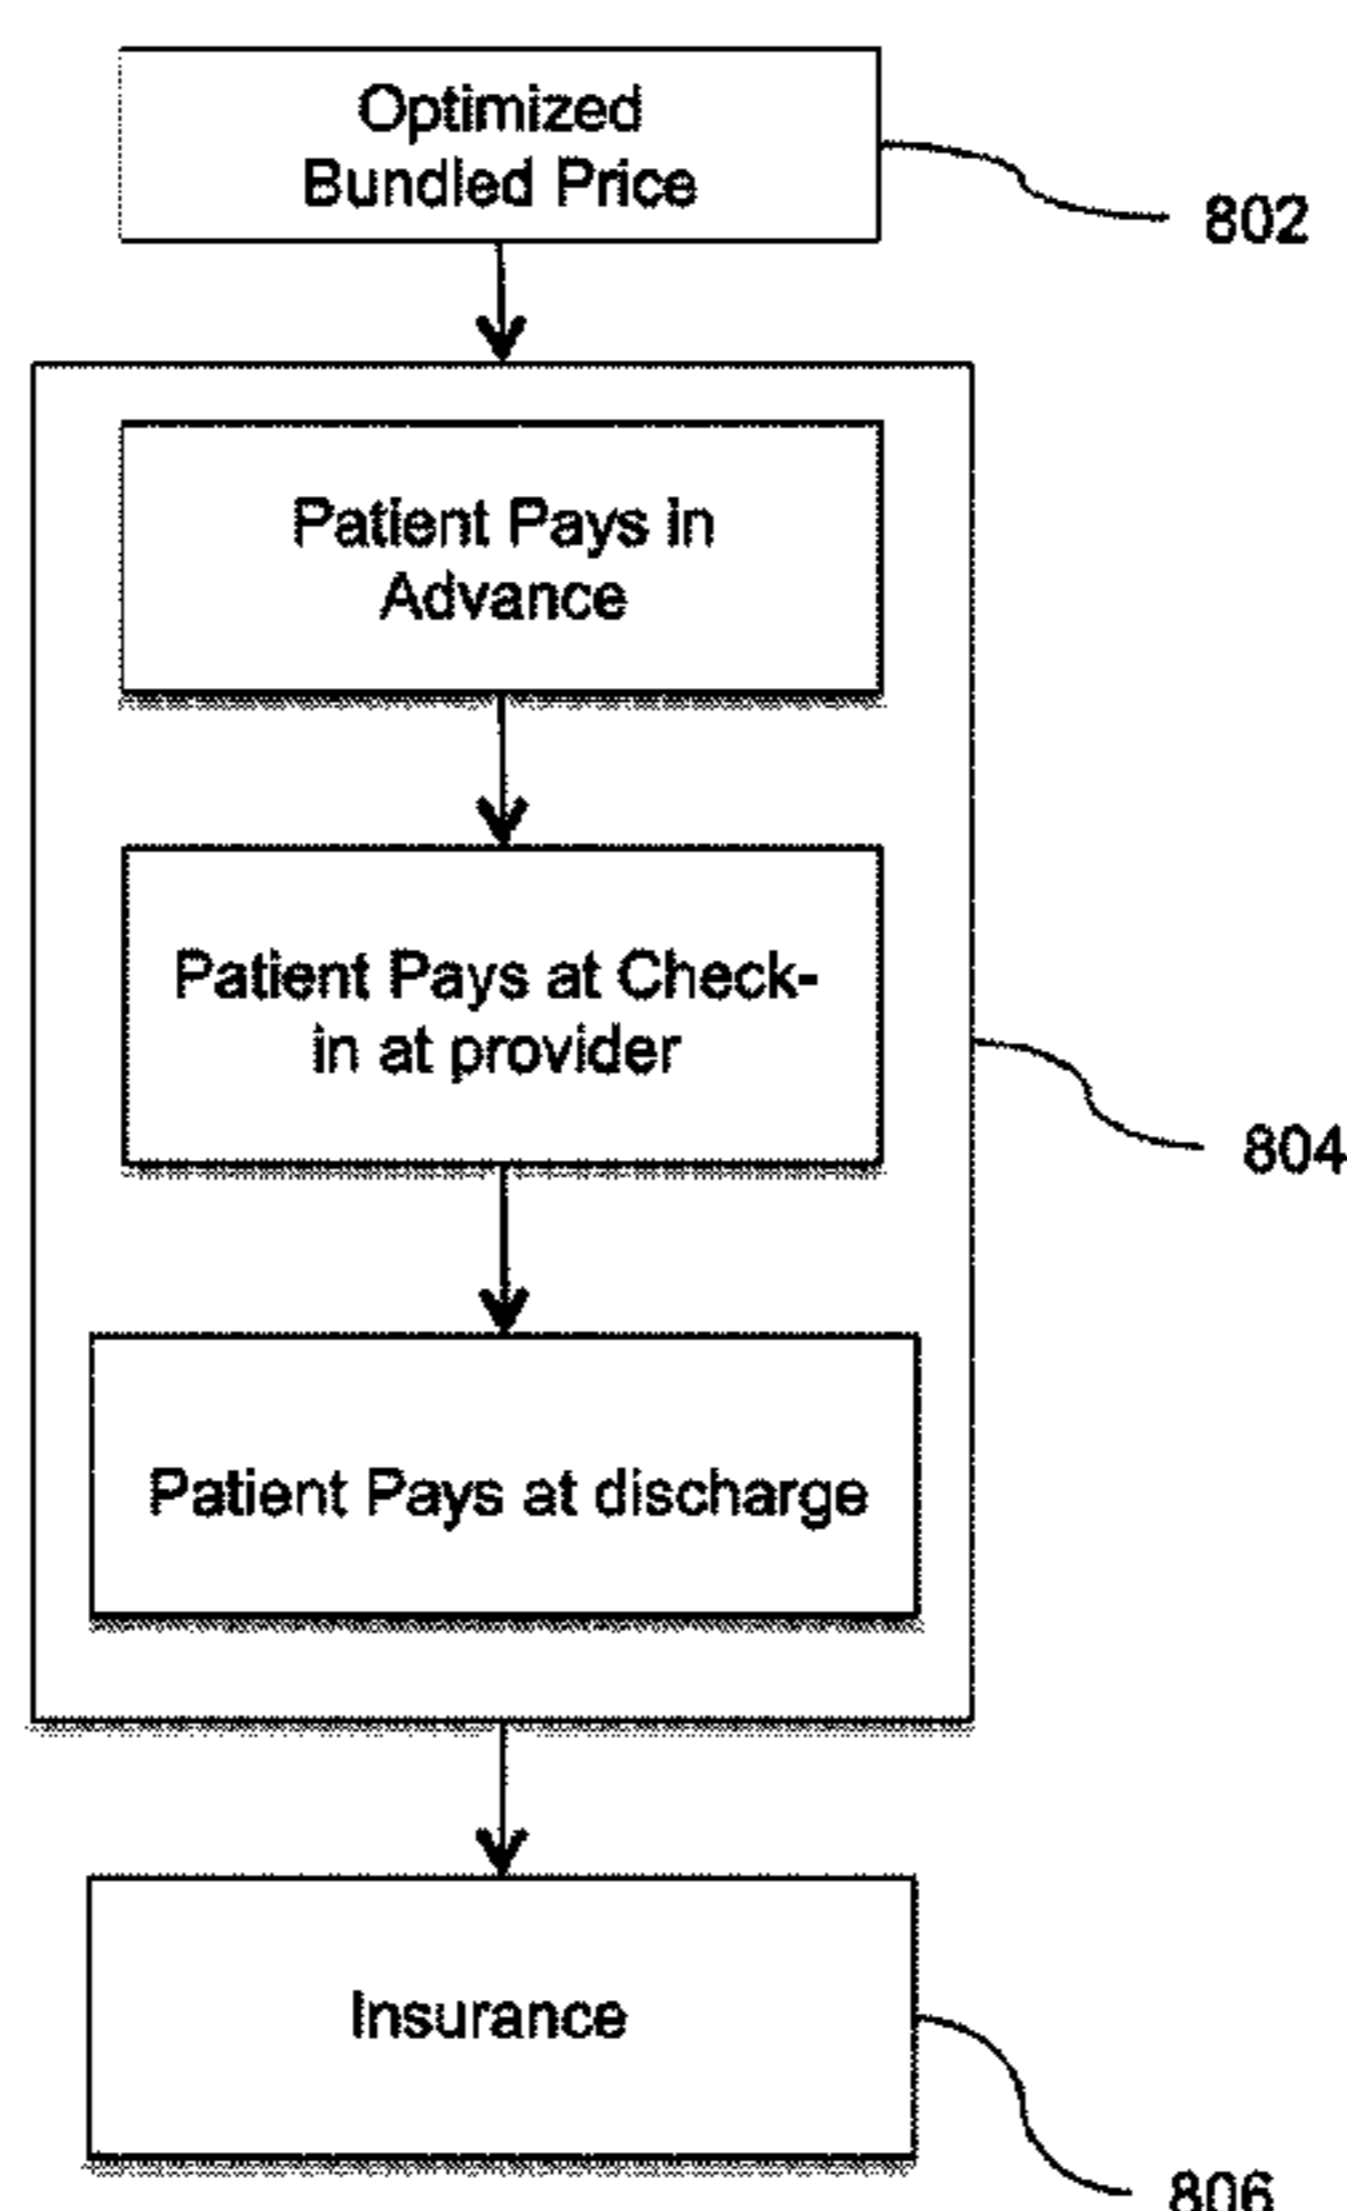 Optimized
Bundled Price
802
Patient Pays in
Advance
Patient Pays at Check-
in at provider
804
Patient Pays at discharge
Insurance
806